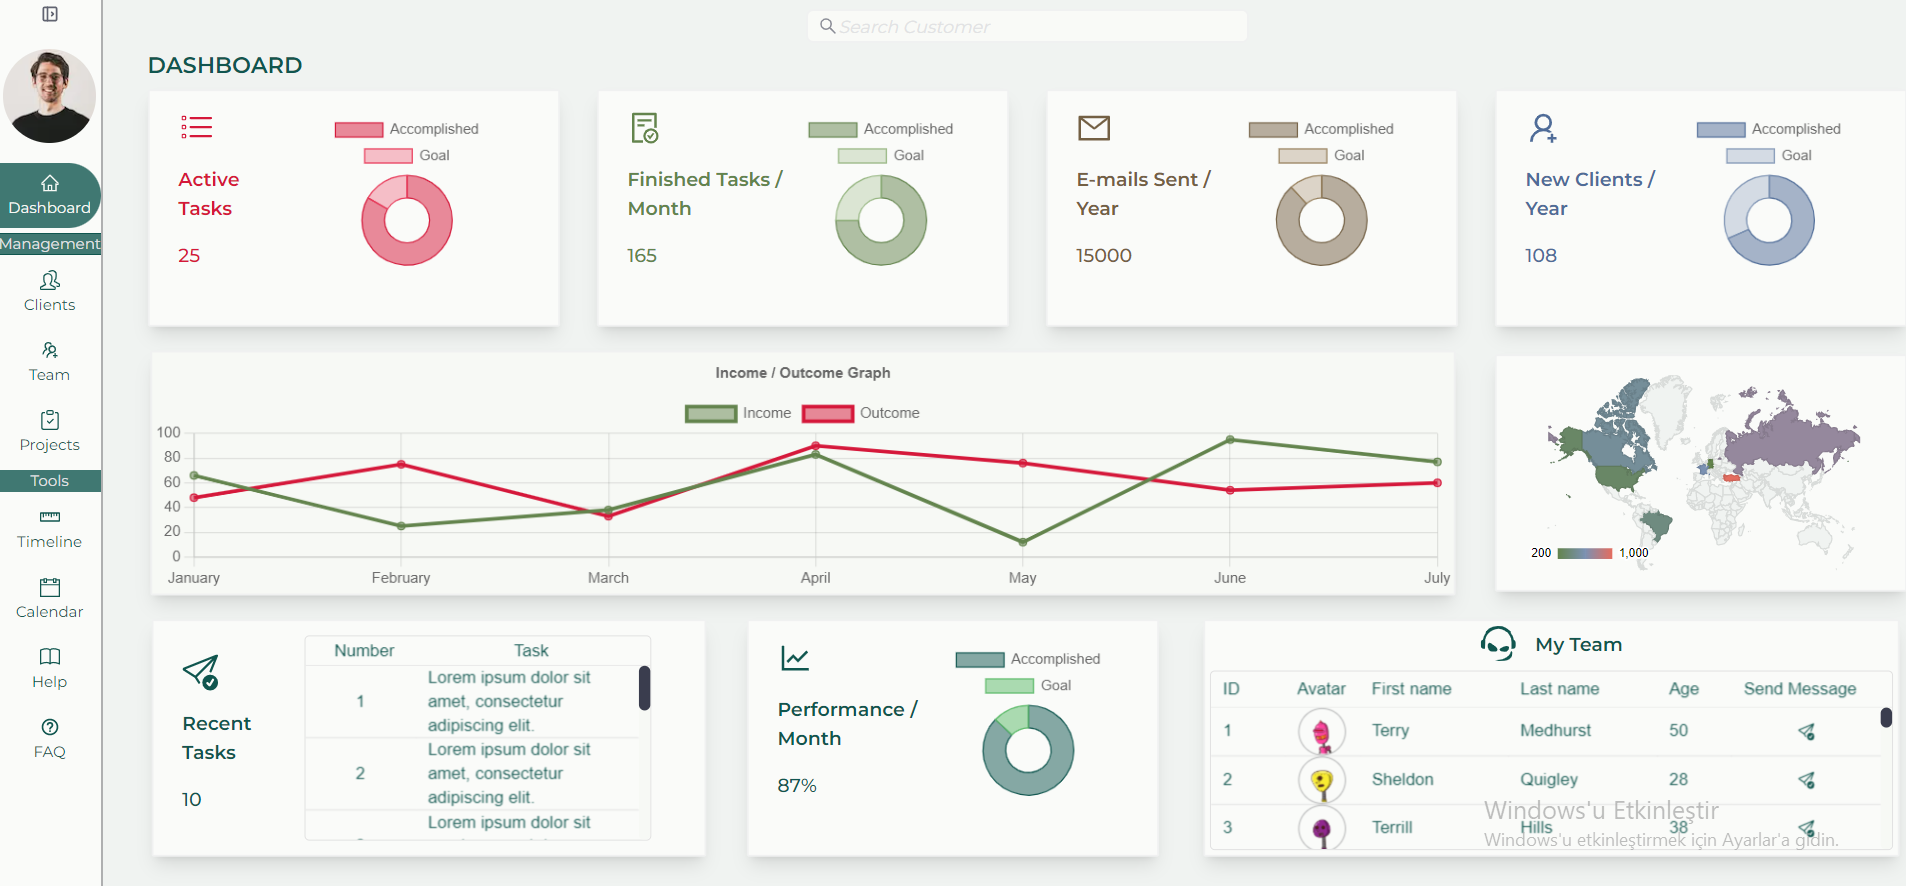 Search Customer
DASHBOARD
Dashboard
Management
Clients
Team
Projects
Tools
Timeline
Calendar
Help
FAQ
Active
Tasks
25
Accomplished
Goal
Finished Tasks /
Month
165
Accomplished
Goal
E-mails Sent /
Year
15000
Accomplished
Goal
New Clients /
Year
108
Accomplished
Goal
Income / Outcome Graph
Income Outcome
100
80
60
40
20
0
January February March April May June July
200 1,000
Recent
Tasks
10
Number Task
1 Lorem ipsum dolor sit
amet, consectetur
adipiscing elit.
2 Lorem ipsum dolor sit
amet, consectetur
adipiscing elit.
Lorem ipsum dolor sit
Performance /
Month
87%
Accomplished
Goal
My Team
ID Avatar First name Last name Age Send Message
1 Terry Medhurst 50
2 Sheldon Quigley 28
3 Terrill Hills 38
Windows'u Etkinleştir
Windows'u etkinleştirmek için Ayarlar'a gidin.